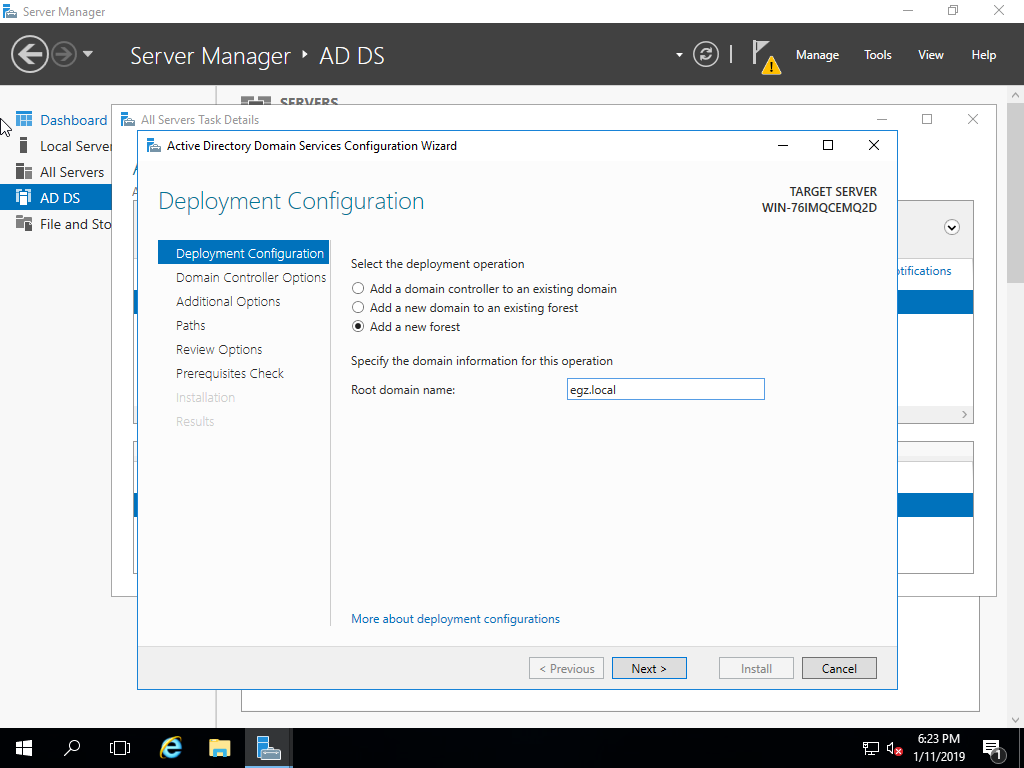 Server Manager
Server Manager ‣ AD DS
Manage Tools View Help
Dashboard
Local Server
All Servers
AD DS
File and Sto
SERVERS
All Servers Task Details
Active Directory Domain Services Configuration Wizard
Deployment Configuration
TARGET SERVER
WIN-76IMQCEMQ2D
Deployment Configuration
Domain Controller Options
Additional Options
Paths
Review Options
Prerequisites Check
Installation
Results
Select the deployment operation
Add a domain controller to an existing domain
Add a new domain to an existing forest
Add a new forest
Specify the domain information for this operation
Root domain name: egz.local
More about deployment configurations
otifications
< Previous Next > Install Cancel
6:23 PM
1/11/2019
1